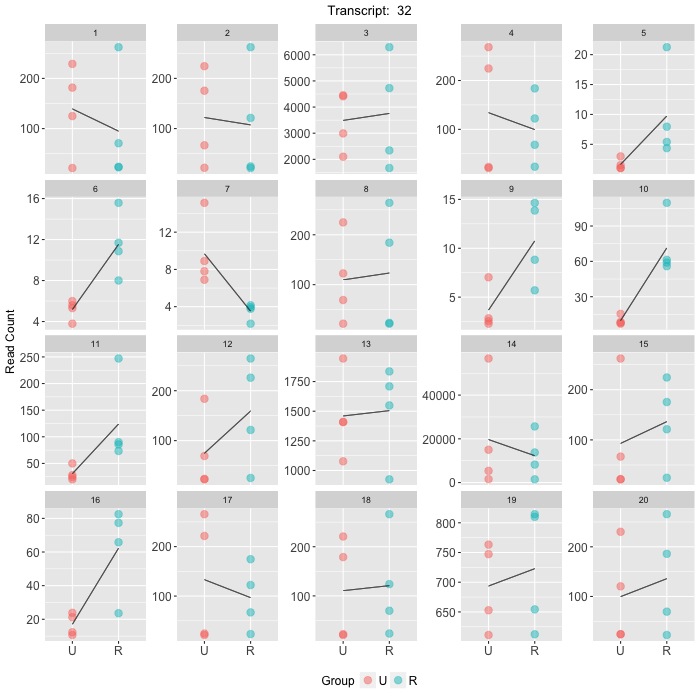 Transcript: 32
1 2 3 4 5
200 100
200 100
6000 5000 4000 3000 2000
200 100
20 15 10 5
6 7 8 9 10
16 12 8 4
12 8 4
200 100
15 10 5
90 60 30
Read Count
11 12 13 14 15
250 200 150 100 50
200 100
1750 1500 1250 1000
40000 20000 0
200 100
16 17 18 19 20
80 60 40 20
200 100
200 100
800 750 700 650
200 100
U R U R U R U R U R
Group U R